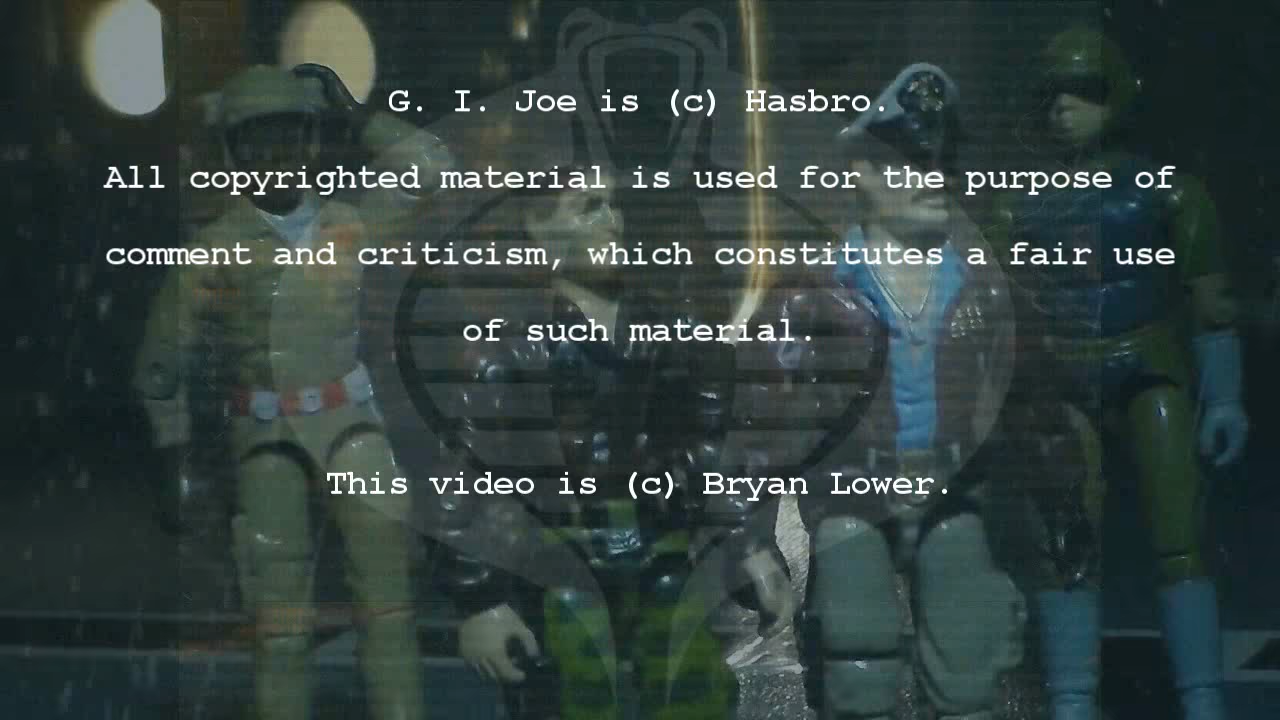 G. I. Joe is (c) Hasbro.
All copyrighted material is used for the purpose of
comment and criticism, which constitutes a fair use
of such material.
This video is (c) Bryan Lower.